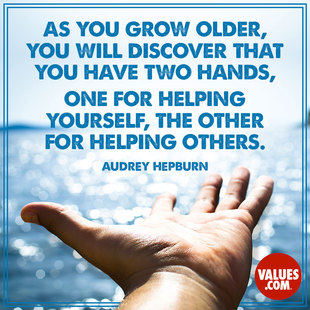 AS YOU GROW OLDER,
YOU WILL DISCOVER THAT
YOU HAVE TWO HANDS,
ONE FOR HELPING
YOURSELF, THE OTHER
FOR HELPING OTHERS.
AUDREY HEPBURN
VALUES
.COM